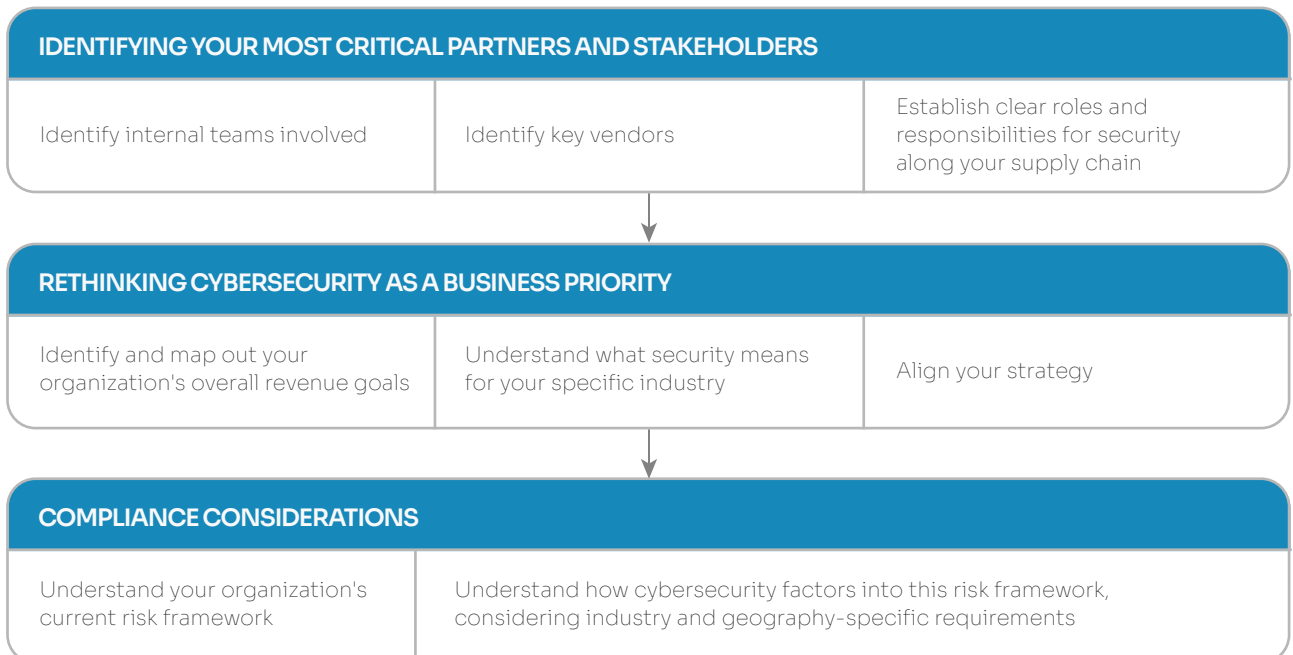 IDENTIFYING YOUR MOST CRITICAL PARTNERS AND STAKEHOLDERS
Identify internal teams involved
Identify key vendors
Establish clear roles and
responsibilities for security
along your supply chain
RETHINKING CYBERSECURITY AS A BUSINESS PRIORITY
Identify and map out your
organization's overall revenue goals
Understand what security means
for your specific industry
Align your strategy
COMPLIANCE CONSIDERATIONS
Understand your organization's
current risk framework
Understand how cybersecurity factors into this risk framework,
considering industry and geography-specific requirements